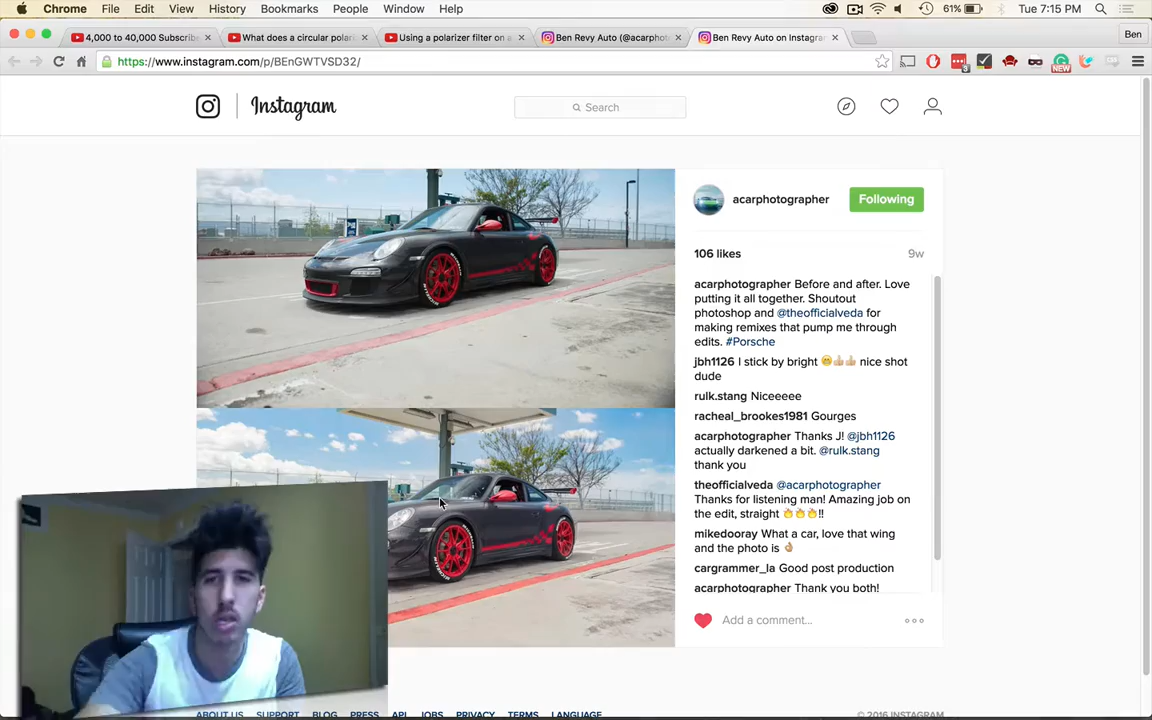 Chrome File Edit View History Bookmarks People Window Help 61% Tue 7:15 PM
4,000 to 40,000 Subscribe What does a circular pola Using a polarizer filter on a Ben Revy Auto (@acarphot Ben Revy Auto on Instagra Ben
https://www.instagram.com/p/BEnGWTVSD32/
NEW
Instagram Search
acarphotographer Following
106 likes 9w
acarphotographer Before and after. Love
putting it all together. Shoutout
photoshop and @theofficialveda for
making remixes that pump me through
edits. #Porsche
jbh1126 I stick by bright 😁👍👍 nice shot
dude
rulk.stang Niceeeee
racheal_brookes1981 Gourges
acarphotographer Thanks J! @jbh1126
actually darkened a bit. @rulk.stang
thank you
theofficialveda @acarphotographer
Thanks for listening man! Amazing job on
the edit, straight 👌👌👌!!
mikedooray What a car, love that wing
and the photo is 👌
cargrammer_la Good post production
acarphotographer Thank you both!
Add a comment...
ABOUT US SUPPORT BLOG PRESS API JOBS PRIVACY TERMS LANGUAGE © 2016 INSTAGRAM